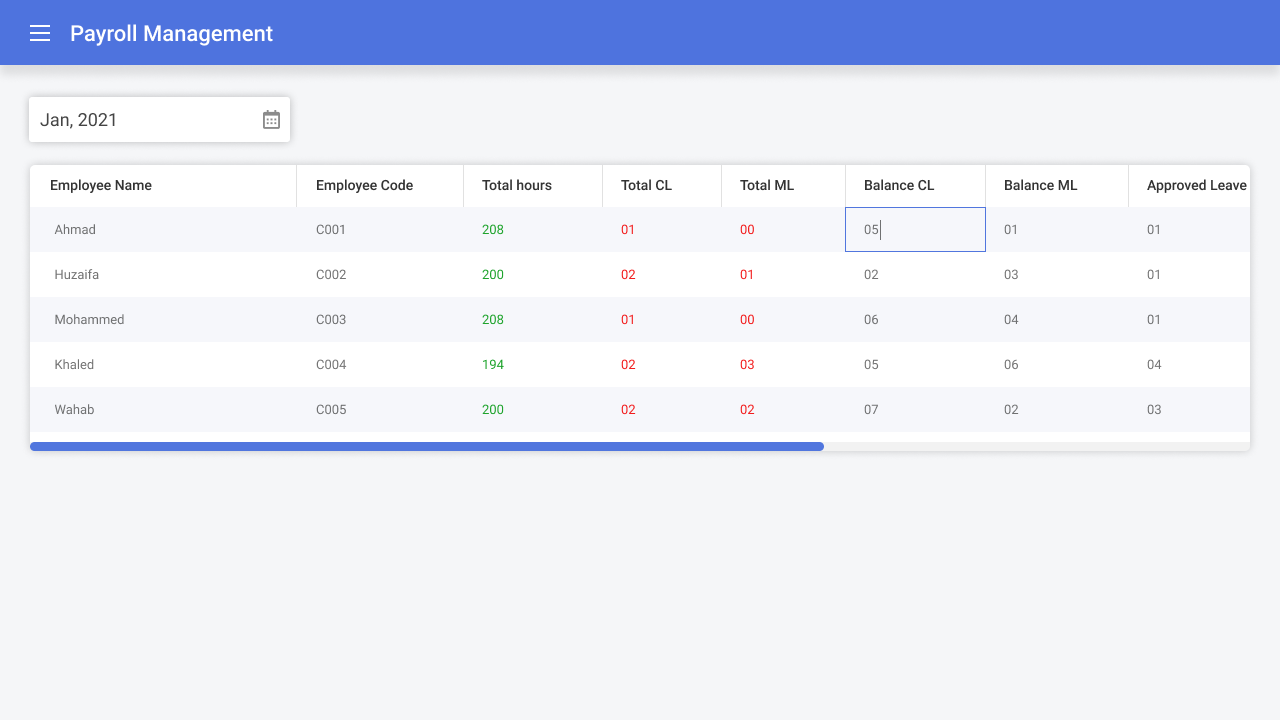 Payroll Management
Jan, 2021
Employee Name Employee Code Total hours Total CL Total ML Balance CL Balance ML Approved Leave
Ahmad C001 208 01 00 05 01 01
Huzaifa C002 200 02 01 02 03 01
Mohammed C003 208 01 00 06 04 01
Khaled C004 194 02 03 05 06 04
Wahab C005 200 02 02 07 02 03